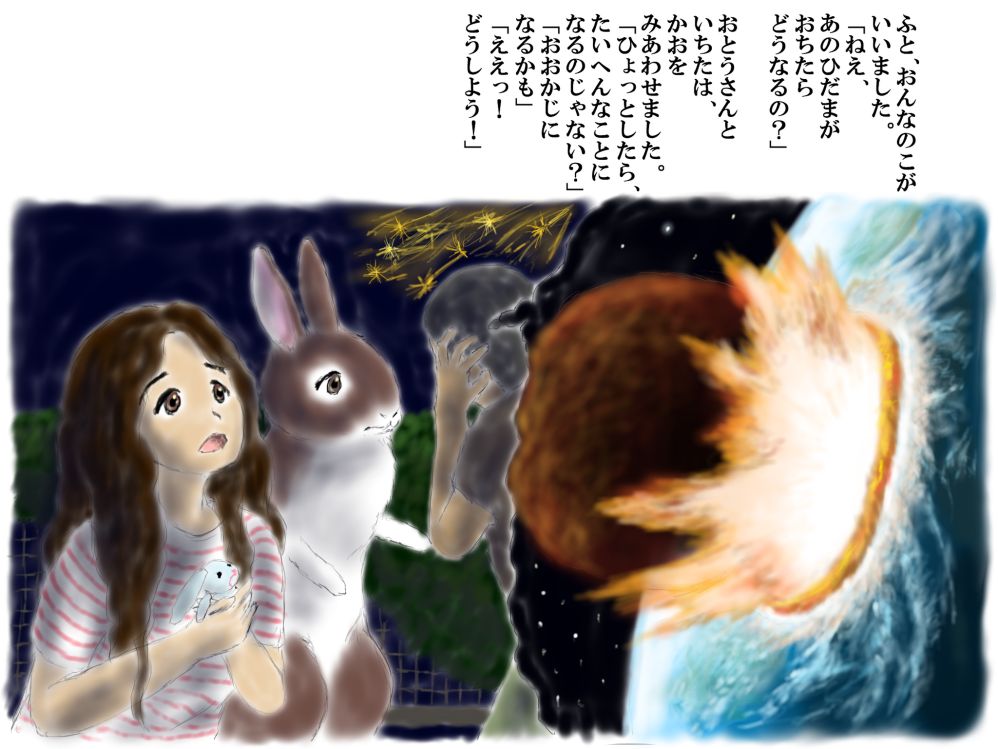 ふと、おんなのこが
いいました。
「ねえ、
あのひだまが
おちたら
どうなるの？」
おとうさんと
いちたは、
かおを
みあわせました。
「ひょっとしたら、
たいへんなことに
なるのじゃない？」
「おおかじに
なるかも」
「ええっ！
どうしよう！」